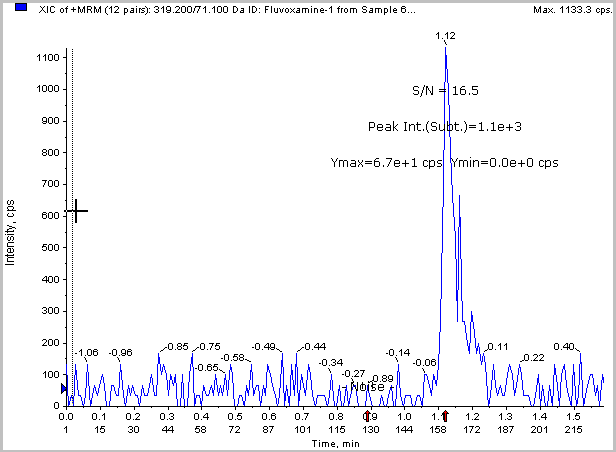 XIC of +MRM (12 pairs): 319.200/71.100 Da ID: Fluvoxamine-1 from Sample 6... Max. 1133.3 cps.
1.12
1100
S/N = 16.5
1000
Peak Int.(Subt.)=1.1e+3
900
Ymax=6.7e+1 cps Ymin=0.0e+0 cps
800
700
600
Intensity, cps
500
400
300
200
-1.06 -0.96 -0.85 -0.65 -0.76 -0.58 -0.49 -0.44 -0.34 -0.27 -0.89 -0.14 -0.06 0.11 0.22 0.40
100
Noise
0
0.0 0.1 0.2 0.3 0.4 0.5 0.6 0.7 0.8 0.9 1.0 1.1 1.2 1.3 1.4 1.5
1 15 30 44 58 72 87 101 115 130 144 158 172 187 201 215
Time, min